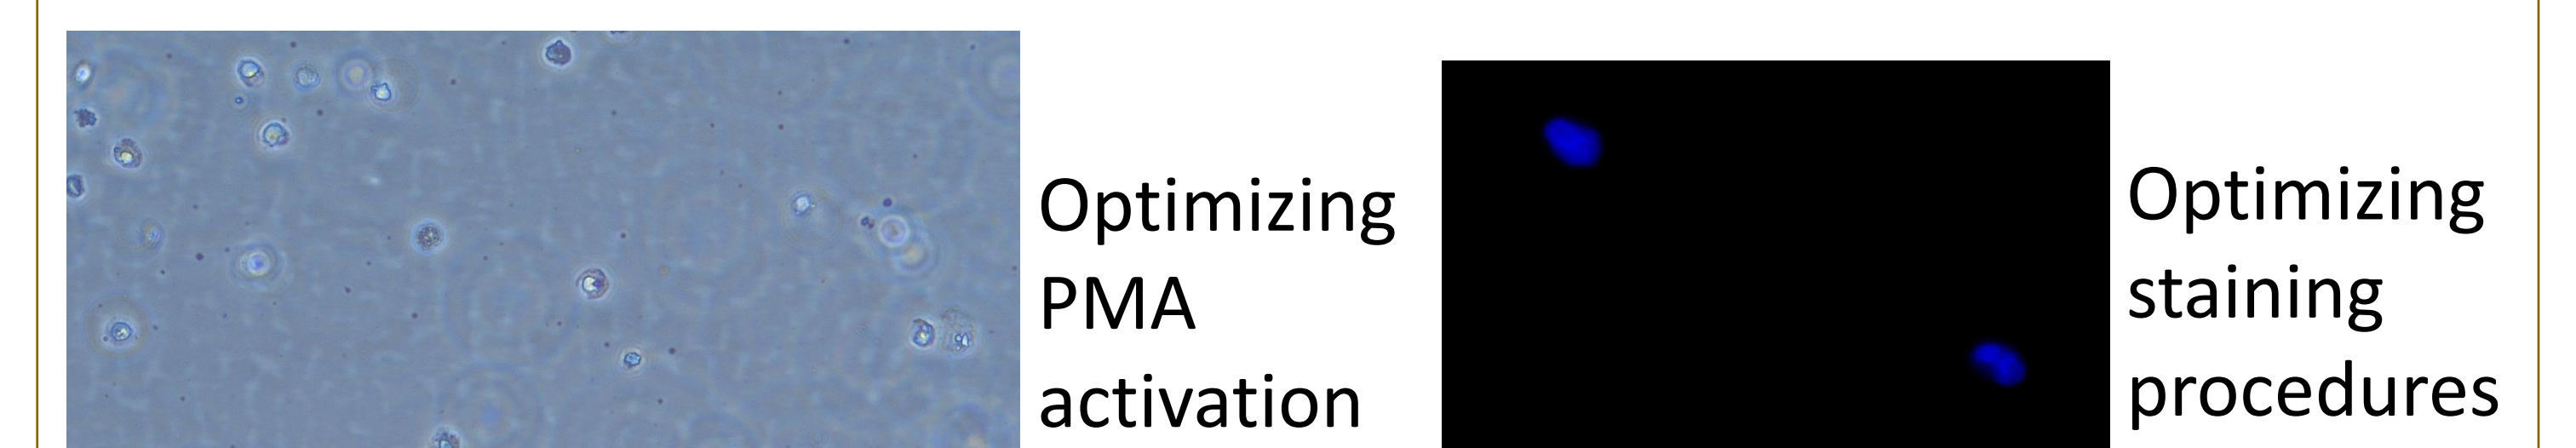 Optimizing
PMA
activation
Optimizing
staining
procedures